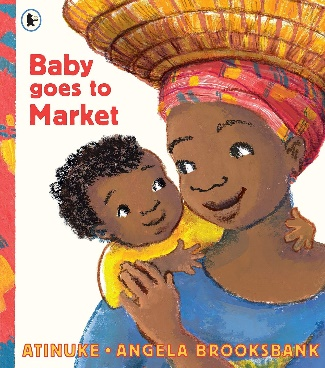 Baby
goes to
Market
ATINUKE • ANGELA BROOKSBANK